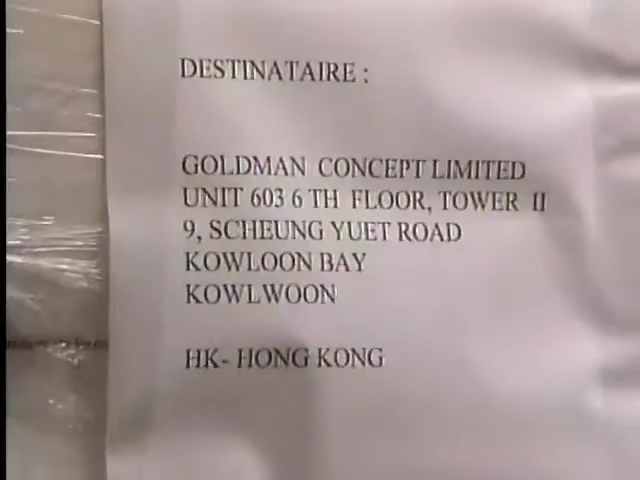 DESTINATAIRE :
GOLDMAN CONCEPT LIMITED
UNIT 603 6 TH FLOOR, TOWER II
9, SCHEUNG YUET ROAD
KOWLOON BAY
KOWLWOON
HK- HONG KONG